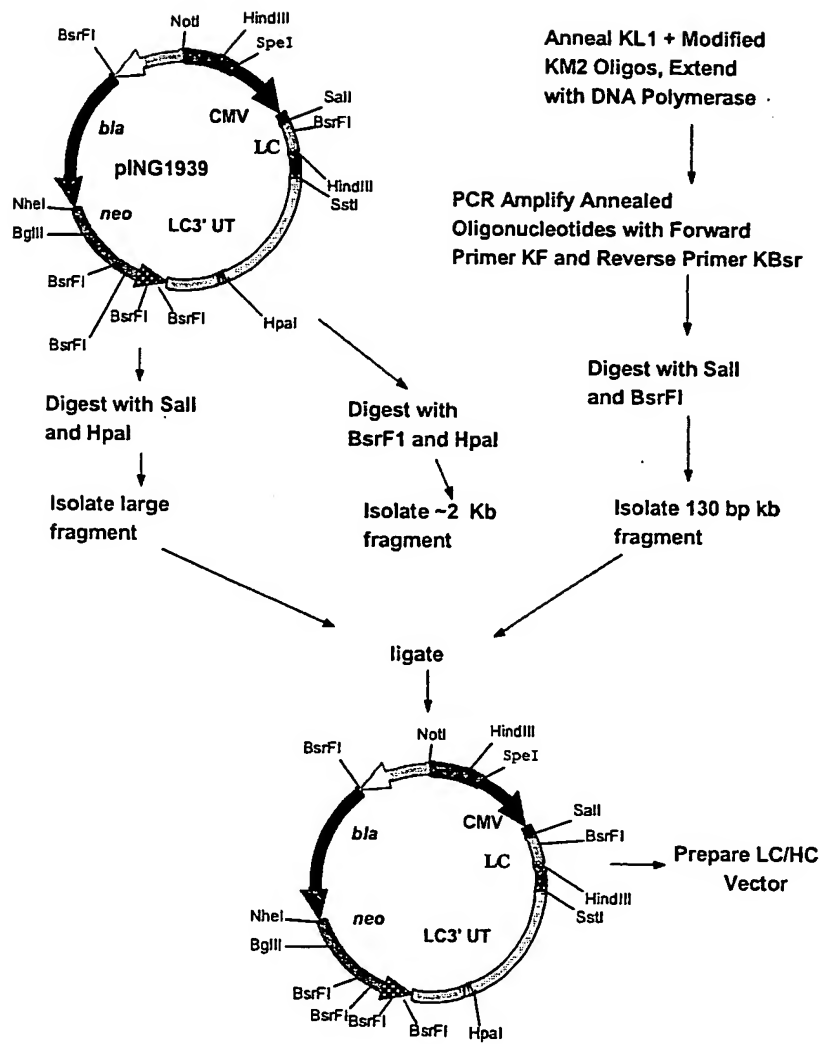 NotI
HindIII
SpeI
BsrFI
SalI
BsrFI
CMV
LC
bla
pING1939
HindIII
SstI
NheI
neo
BglII
LC3' UT
BsrFI
BsrFI
BsrFI
BsrFI
HpaI
Anneal KL1 + Modified
KM2 Oligos, Extend
with DNA Polymerase
PCR Amplify Annealed
Oligonucleotides with Forward
Primer KF and Reverse Primer KBsr
Digest with SalI
and HpaI
Digest with
BsrF1 and HpaI
Digest with SalI
and BsrFI
Isolate large
fragment
Isolate ~2 Kb
fragment
Isolate 130 bp kb
fragment
ligate
NotI
HindIII
SpeI
BsrFI
SalI
BsrFI
CMV
LC
bla
HindIII
SstI
NheI
neo
BglII
LC3' UT
BsrFI
BsrFI
BsrFI
BsrFI
HpaI
Prepare LC/HC
Vector